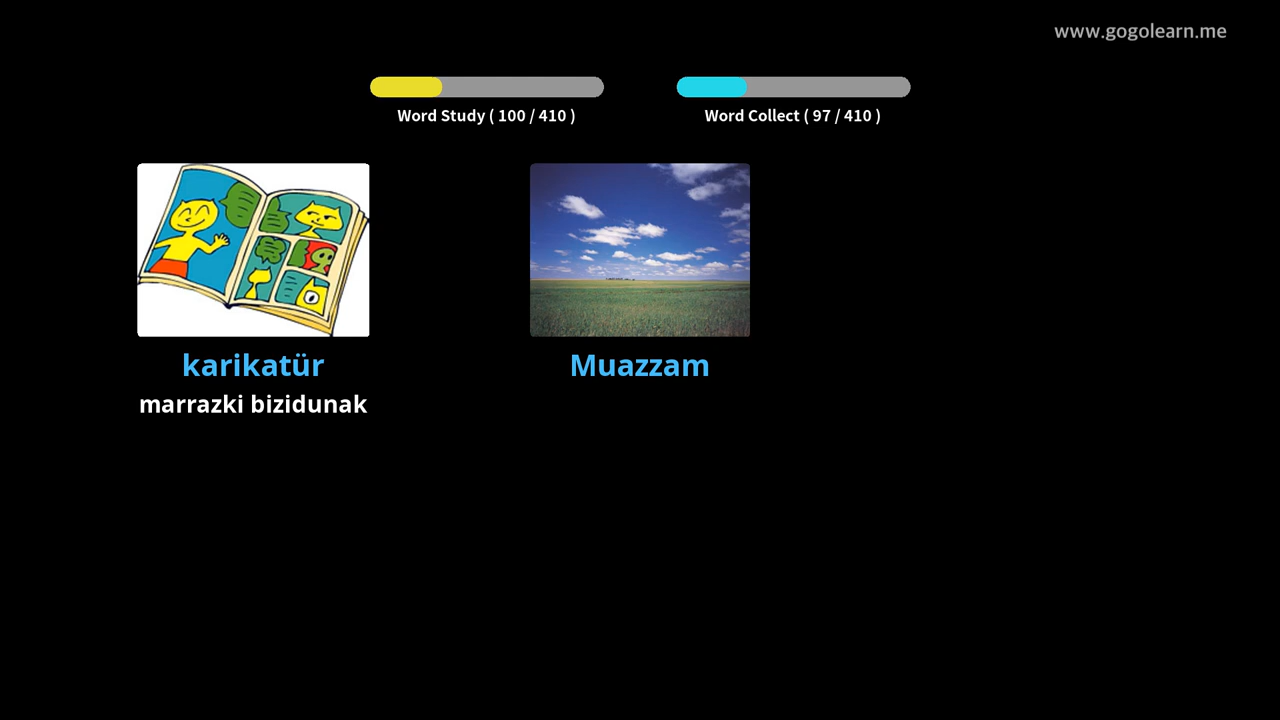 www.gogolearn.me
Word Study ( 100 / 410 )
Word Collect ( 97 / 410 )
karikatür
Muazzam
marrazki bizidunak